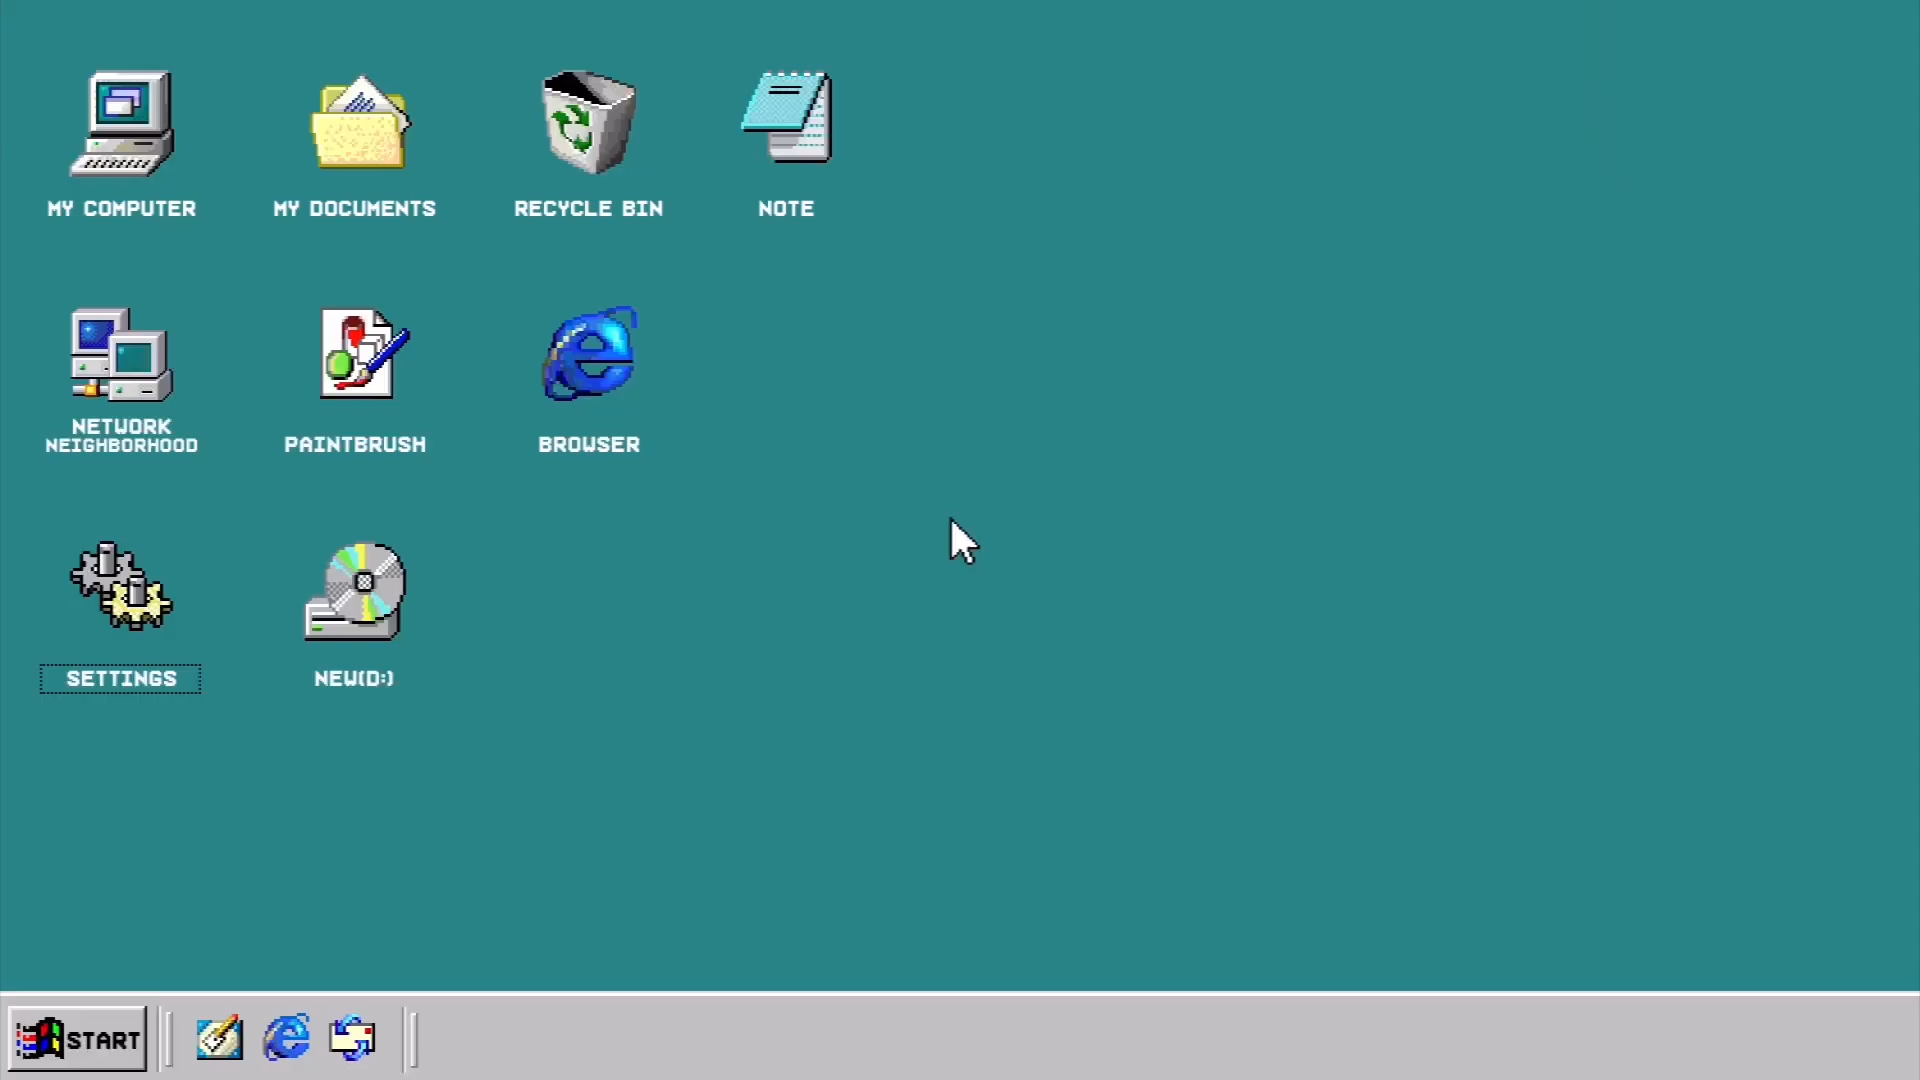 MY COMPUTER
MY DOCUMENTS
RECYCLE BIN
NOTE
NETWORK
NEIGHBORHOOD
PAINTBRUSH
BROWSER
SETTINGS
NEW(D:)
START